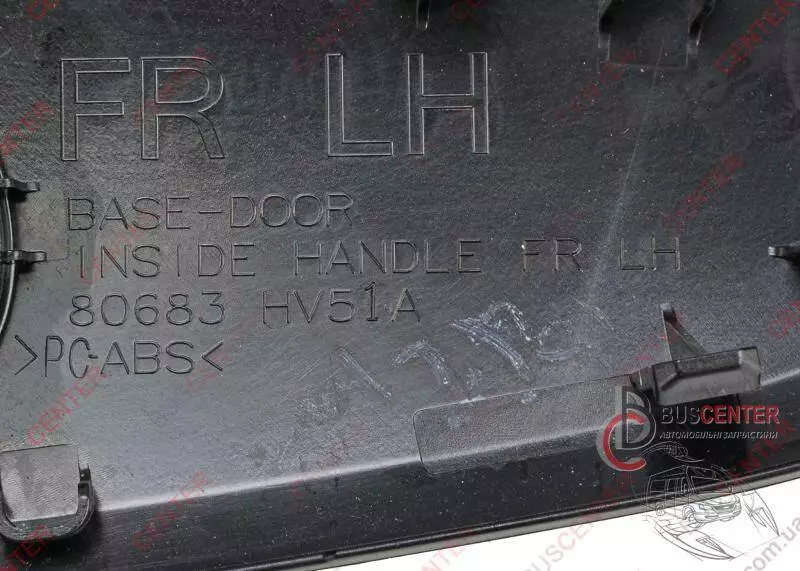 FR LH
BASE-DOOR
INSIDE HANDLE FR LH
80683 HV51A
>PC-ABS<
BUSCENTER
АВТОМОБІЛЬНІ ЗАПЧАСТИНИ